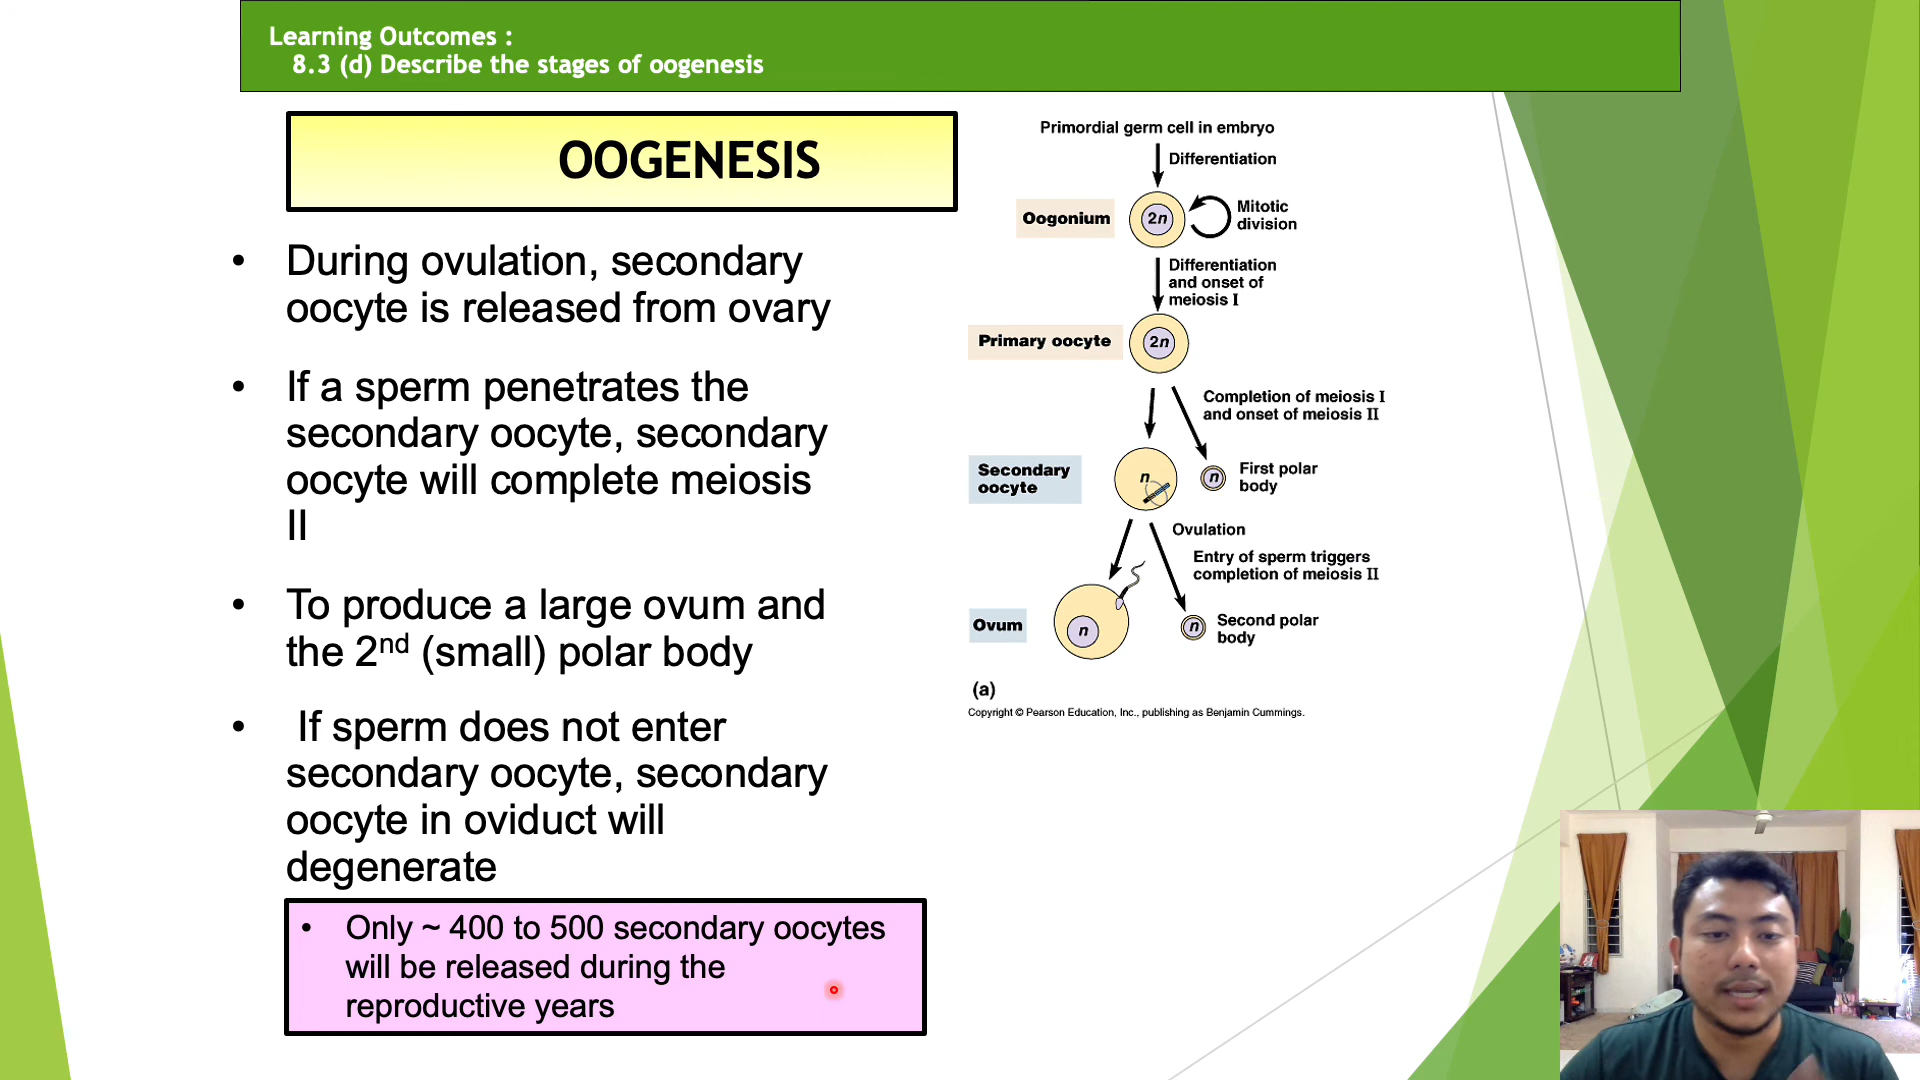 Learning Outcomes :
8.3 (d) Describe the stages of oogenesis
OOGENESIS
• During ovulation, secondary
oocyte is released from ovary
• If a sperm penetrates the
secondary oocyte, secondary
oocyte will complete meiosis
II
• To produce a large ovum and
the 2nd (small) polar body
• If sperm does not enter
secondary oocyte, secondary
oocyte in oviduct will
degenerate
• Only ~ 400 to 500 secondary oocytes
will be released during the
reproductive years
Primordial germ cell in embryo
Differentiation
Oogonium
2n
Mitotic
division
Differentiation
and onset of
meiosis I
Primary oocyte
2n
Completion of meiosis I
and onset of meiosis II
Secondary
oocyte
n
n
First polar
body
Ovulation
Entry of sperm triggers
completion of meiosis II
Ovum
n
n
Second polar
body
(a)
Copyright © Pearson Education, Inc., publishing as Benjamin Cummings.